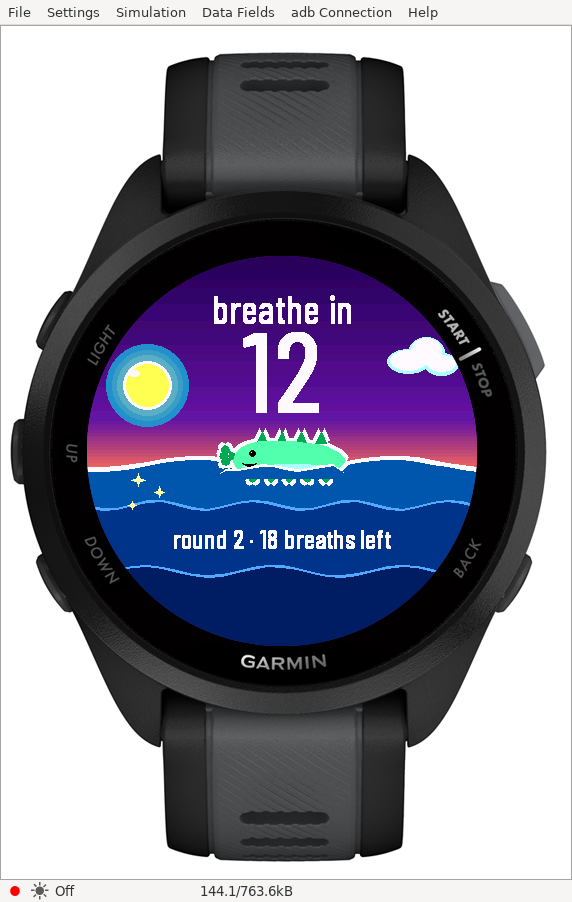 File Settings Simulation Data Fields adb Connection Help
LIGHT
START
STOP
UP
DOWN
BACK
breathe in
12
round 2 · 18 breaths left
GARMIN
Off 144.1/763.6kB